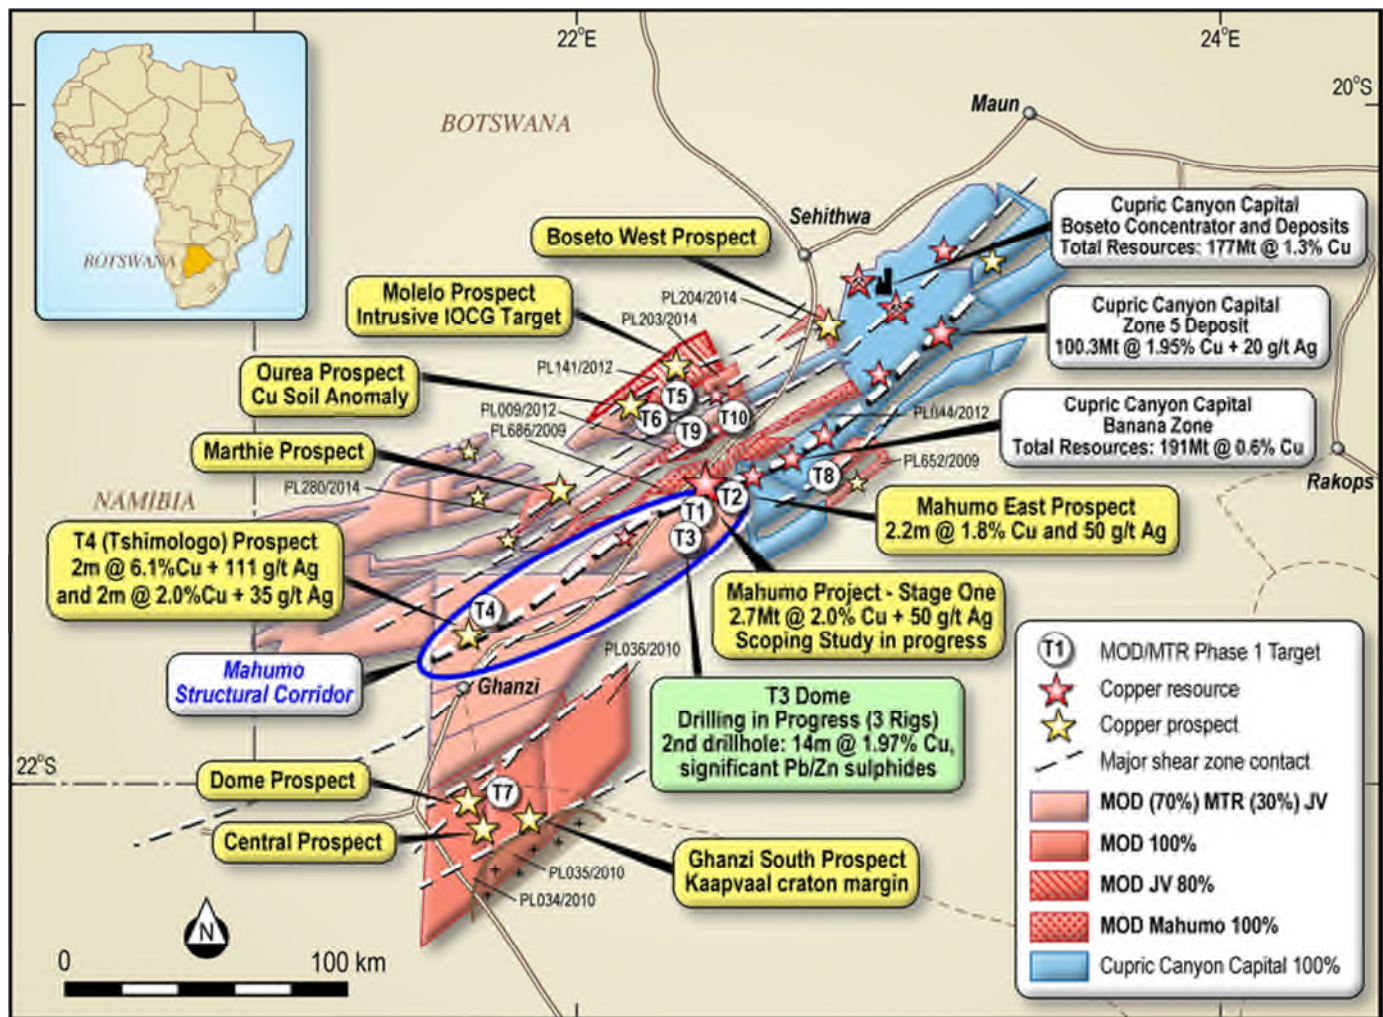 22°E
24°E
20°S
BOTSWANA
Maun
Sehithwa
BOTSWANA
Boseto West Prospect
Cupric Canyon Capital
Boseto Concentrator and Deposits
Total Resources: 177Mt @ 1.3% Cu
Molelo Prospect
Intrusive IOCG Target
PL204/2014
PL203/2014
Cupric Canyon Capital
Zone 5 Deposit
100.3Mt @ 1.95% Cu + 20 g/t Ag
Ourea Prospect
Cu Soil Anomaly
PL141/2012
T5
T6
T10
T9
PL009/2012
PL686/2009
PL044/2012
Cupric Canyon Capital
Banana Zone
Total Resources: 191Mt @ 0.6% Cu
Marthie Prospect
PL652/2009
T8
Rakops
PL280/2014
NAMIBIA
T2
T1
T3
Mahumo East Prospect
2.2m @ 1.8% Cu and 50 g/t Ag
T4 (Tshimologo) Prospect
2m @ 6.1%Cu + 111 g/t Ag
and 2m @ 2.0%Cu + 35 g/t Ag
T4
Mahumo Project - Stage One
2.7Mt @ 2.0% Cu + 50 g/t Ag
Scoping Study in progress
Mahumo
Structural Corridor
PL036/2010
Ghanzi
T3 Dome
Drilling in Progress (3 Rigs)
2nd drillhole: 14m @ 1.97% Cu,
significant Pb/Zn sulphides
22°S
Dome Prospect
T7
Central Prospect
Ghanzi South Prospect
Kaapvaal craton margin
PL035/2010
PL034/2010
T1
MOD/MTR Phase 1 Target
Copper resource
Copper prospect
Major shear zone contact
MOD (70%) MTR (30%) JV
MOD 100%
MOD JV 80%
MOD Mahumo 100%
Cupric Canyon Capital 100%
N
0
100 km